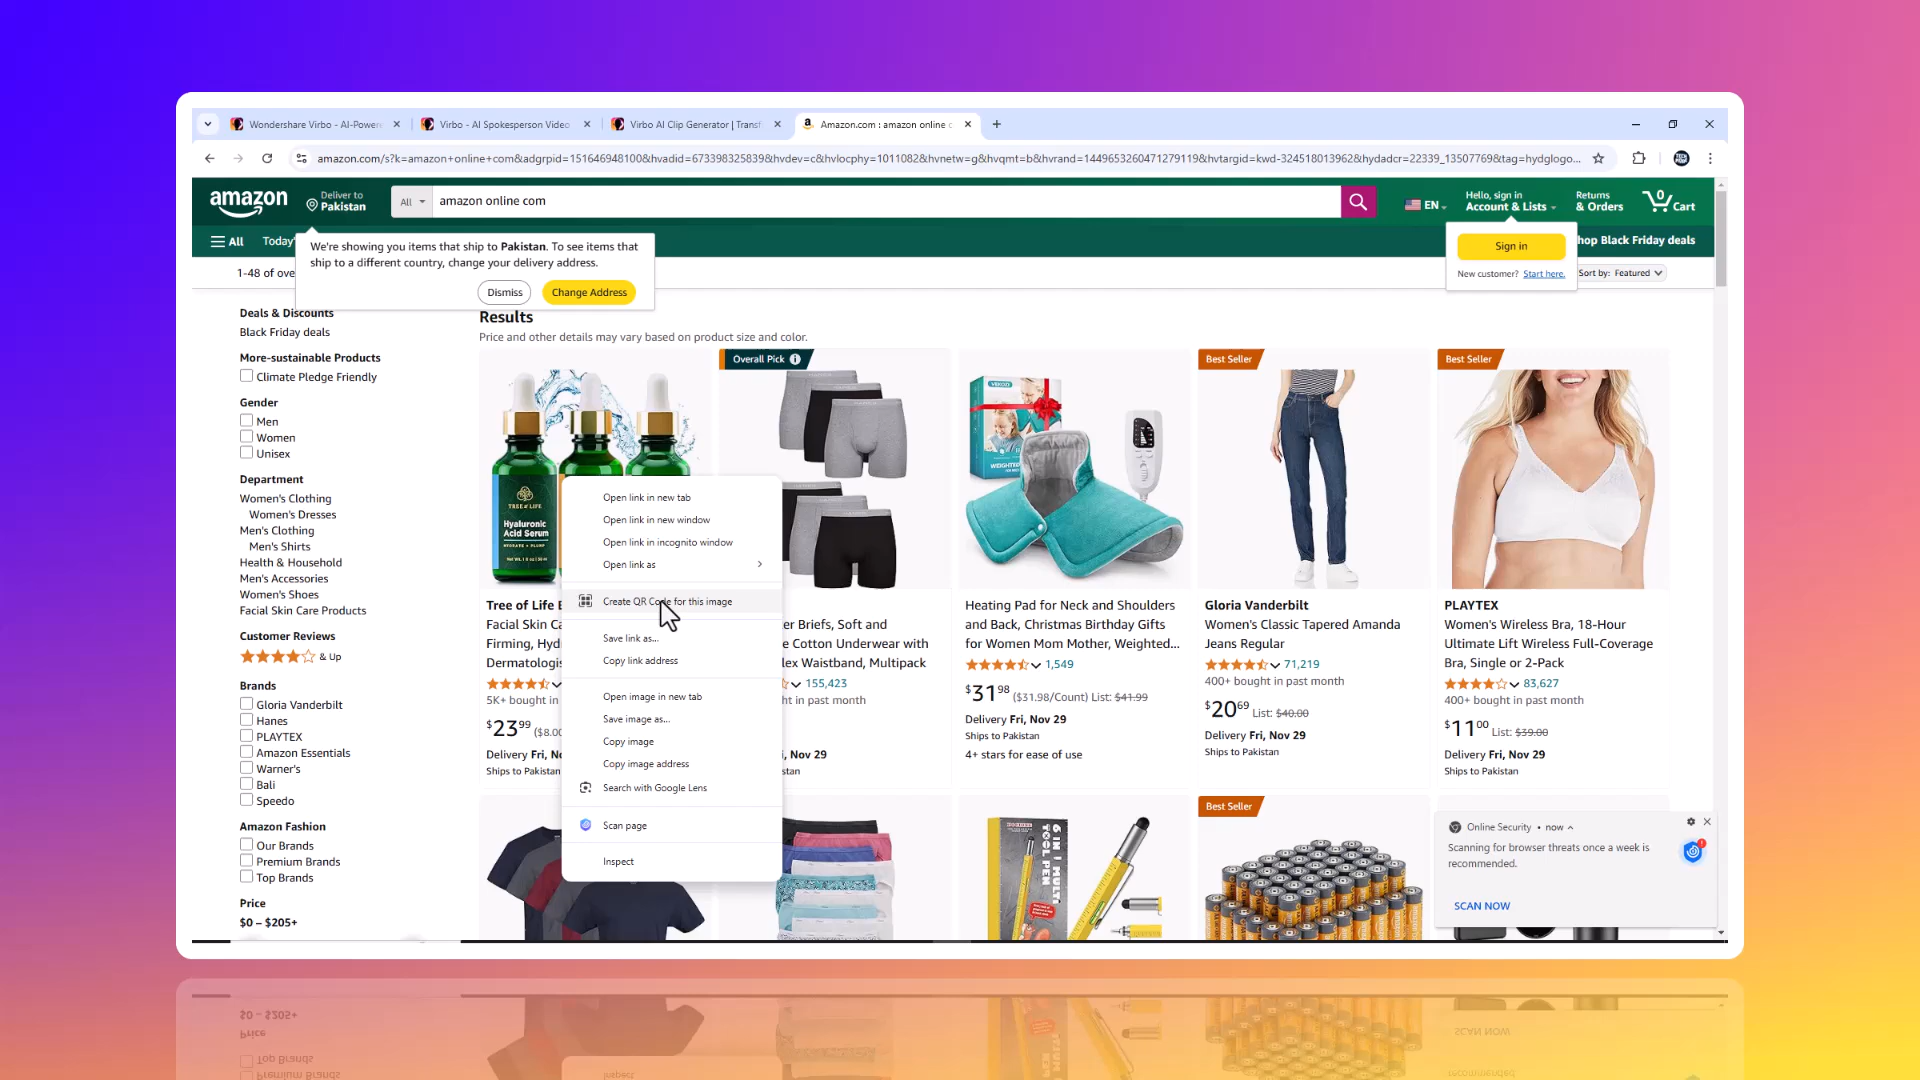 Wondershare Virbo - AI-Power
Virbo - AI Spokesperson Video
Virbo AI Clip Generator | Transf
Amazon.com : amazon online c
amazon.com/s?k=amazon+online+com&adgrpid=151646948100&hvadid=673398325839&hvdev=c&hvlocphy=1011082&hvnetw=g&hvqmt=b&hvrand=14496532604712791198&hvtargid=kwd-324518013962&hydadcr=22339_13507769&tag=hydglogo...
amazon
Deliver to
Pakistan
All
amazon online com
EN
Hello, sign in
Account & Lists
Returns
& Orders
0
Cart
All
Today'
hop Black Friday deals
We're showing you items that ship to Pakistan. To see items that
ship to a different country, change your delivery address.
Dismiss
Change Address
Sign in
New customer? Start here.
1-48 of ove
Sort by: Featured
Deals & Discounts
Black Friday deals
More-sustainable Products
Climate Pledge Friendly
Gender
Men
Women
Unisex
Department
Women's Clothing
Women's Dresses
Men's Clothing
Men's Shirts
Health & Household
Men's Accessories
Women's Shoes
Facial Skin Care Products
Customer Reviews
& Up
Brands
Gloria Vanderbilt
Hanes
PLAYTEX
Amazon Essentials
Warner's
Bali
Speedo
Amazon Fashion
Our Brands
Premium Brands
Top Brands
Price
$0 – $205+
Results
Price and other details may vary based on product size and color.
TREE of LIFE
Hyaluronic
Acid Serum
Tree of Life
Facial Skin Ca
Firming, Hyd
Dermatologis
5K+ bought in
$23.99 ($8.00
Delivery Fri, No
Ships to Pakistan
Open link in new tab
Open link in new window
Open link in incognito window
Open link as
Create QR Code for this image
Save link as...
Copy link address
Open image in new tab
Save image as...
Copy image
Copy image address
Search with Google Lens
Scan page
Inspect
Overall Pick
er Briefs, Soft and
e Cotton Underwear with
lex Waistband, Multipack
155,423
ht in past month
, Nov 29
stan
WEIGHTED
Heating Pad for Neck and Shoulders
and Back, Christmas Birthday Gifts
for Women Mom Mother, Weighted...
1,549
$31.98 ($31.98/Count) List: $41.99
Delivery Fri, Nov 29
Ships to Pakistan
4+ stars for ease of use
Best Seller
Gloria Vanderbilt
Women's Classic Tapered Amanda
Jeans Regular
71,219
400+ bought in past month
$20.69 List: $40.00
Delivery Fri, Nov 29
Ships to Pakistan
Best Seller
PLAYTEX
Women's Wireless Bra, 18-Hour
Ultimate Lift Wireless Full-Coverage
Bra, Single or 2-Pack
83,627
400+ bought in past month
$11.00 List: $39.00
Delivery Fri, Nov 29
Ships to Pakistan
6 IN 1 MULTI
TOOL PEN
Best Seller
Online Security • now
Scanning for browser threats once a week is
recommended.
SCAN NOW